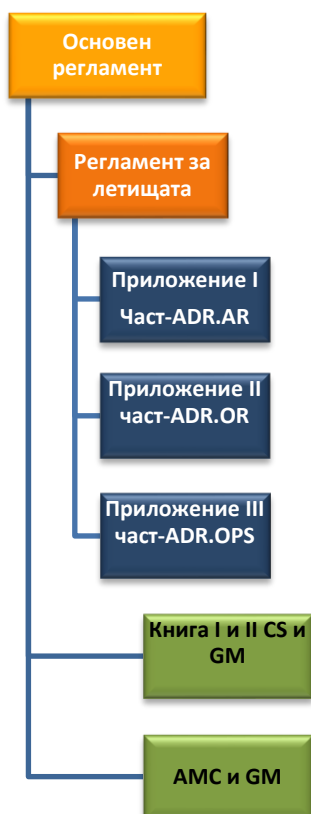 Основен
регламент
Регламент за
летищата
Приложение I
Част-ADR.AR
Приложение II
част-ADR.OR
Приложение III
част-ADR.OPS
Книга I и II CS и
GM
AMC и GM